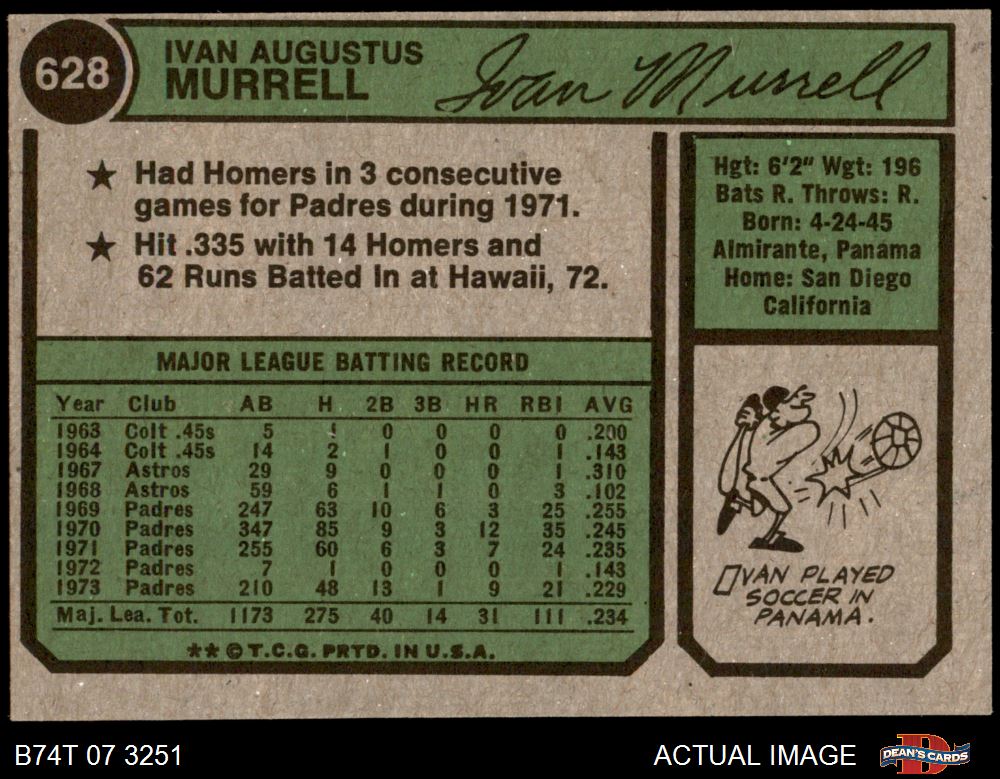 628
IVAN AUGUSTUS
MURRELL
Ivan Murrell
★ Had Homers in 3 consecutive
games for Padres during 1971.
★ Hit .335 with 14 Homers and
62 Runs Batted In at Hawaii, 72.
Hgt: 6'2" Wgt: 196
Bats R. Throws: R.
Born: 4-24-45
Almirante, Panama
Home: San Diego
California
MAJOR LEAGUE BATTING RECORD
Year Club AB H 2B 3B HR RBI AVG
1963 Colt .45s 5 1 0 0 0 0 .200
1964 Colt .45s 14 2 1 0 0 1 .143
1967 Astros 29 9 0 0 0 1 .310
1968 Astros 59 6 1 1 0 3 .102
1969 Padres 247 63 10 6 3 25 .255
1970 Padres 347 85 9 3 12 35 .245
1971 Padres 255 60 6 3 7 24 .235
1972 Padres 7 1 0 0 0 1 .143
1973 Padres 210 48 13 1 9 21 .229
Maj. Lea. Tot. 1173 275 40 14 31 111 .234
** © T.C.G. PRTD. IN U.S.A.
IVAN PLAYED
SOCCER IN
PANAMA.
B74T 07 3251 ACTUAL IMAGE
D
DEAN'S CARDS